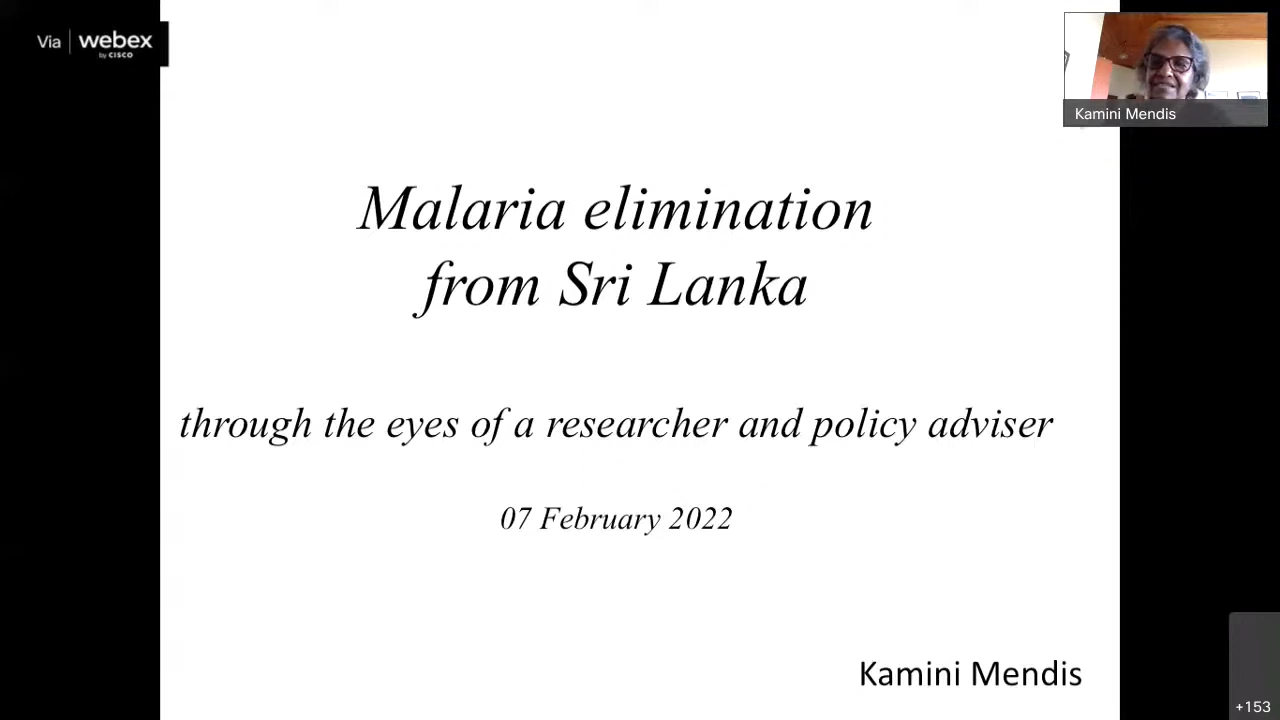 Via webex
by CISCO
Kamini Mendis
Malaria elimination
from Sri Lanka
through the eyes of a researcher and policy adviser
07 February 2022
Kamini Mendis
+153